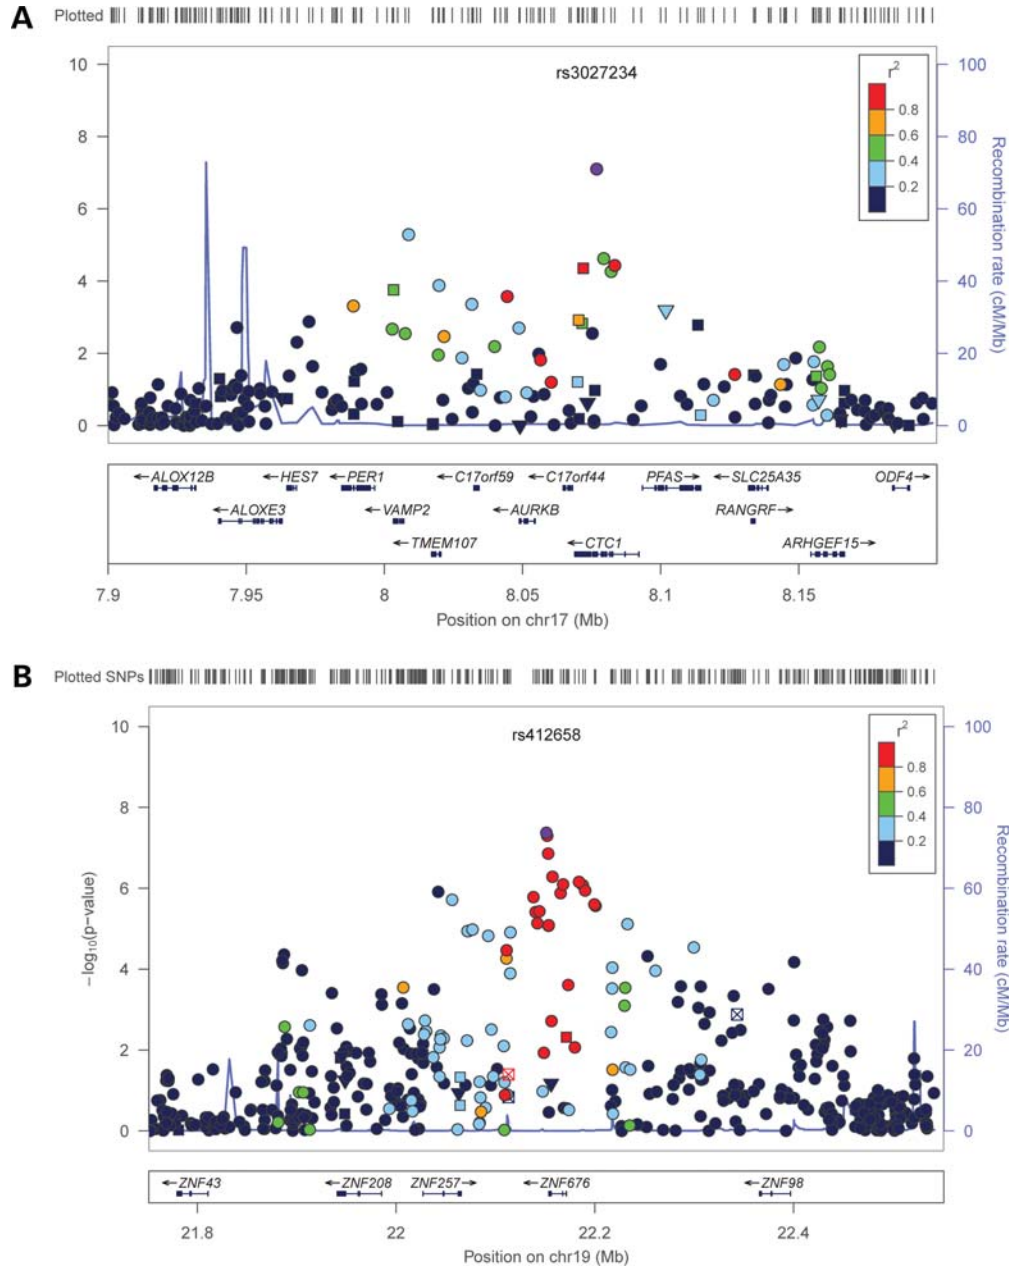 A
Plotted
rs3027234
r2
0.8
0.6
0.4
0.2
10
8
6
4
2
0
100
80
60
40
20
0
Recombination rate (cM/Mb)
←ALOX12B
←HES7
←PER1
←C17orf59
←C17orf44
PFAS→
←SLC25A35
ODF4→
←ALOXE3
←VAMP2
←AURKB
RANGRF→
←TMEM107
←CTC1
ARHGEF15→
7.9
7.95
8
8.05
8.1
8.15
Position on chr17 (Mb)
B
Plotted SNPs
rs412658
r2
0.8
0.6
0.4
0.2
10
8
6
4
2
0
−log10(p−value)
100
80
60
40
20
0
Recombination rate (cM/Mb)
←ZNF43
←ZNF208
ZNF257→
←ZNF676
←ZNF98
21.8
22
22.2
22.4
Position on chr19 (Mb)